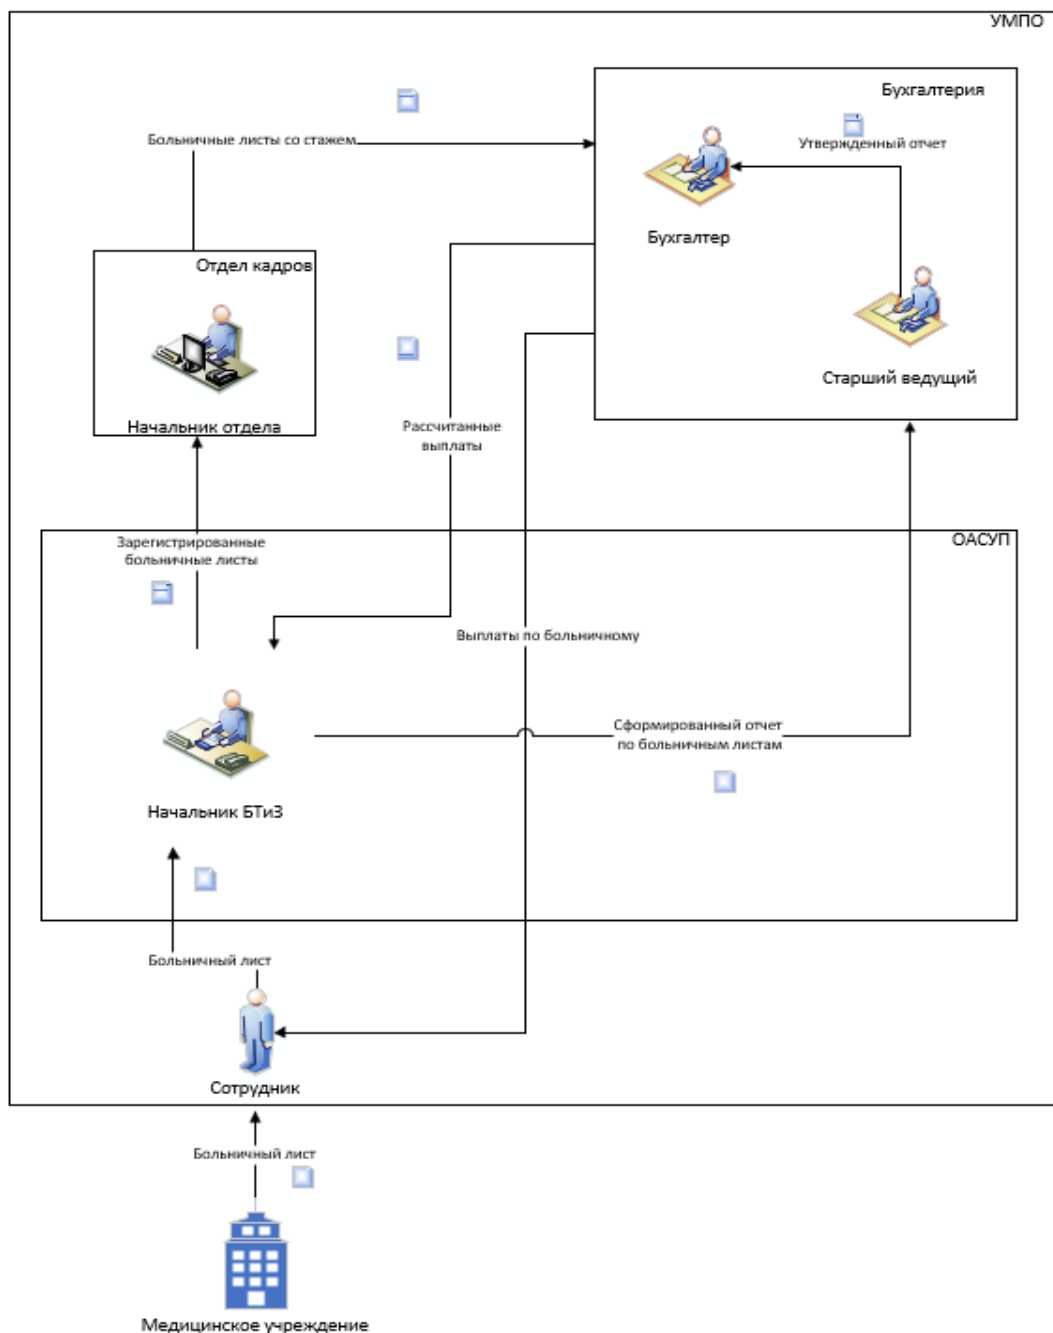 УМПО
Бухгалтерия
Больничные листы со стажем
Утвержденный отчет
Бухгалтер
Отдел кадров
Старший ведущий
Начальник отдела
Рассчитанные
выплаты
Зарегистрированные
больничные листы
ОАСУП
Выплаты по больничному
Сформированный отчет
по больничным листам
Начальник БТиЗ
Больничный лист
Сотрудник
Больничный лист
Медицинское учреждение